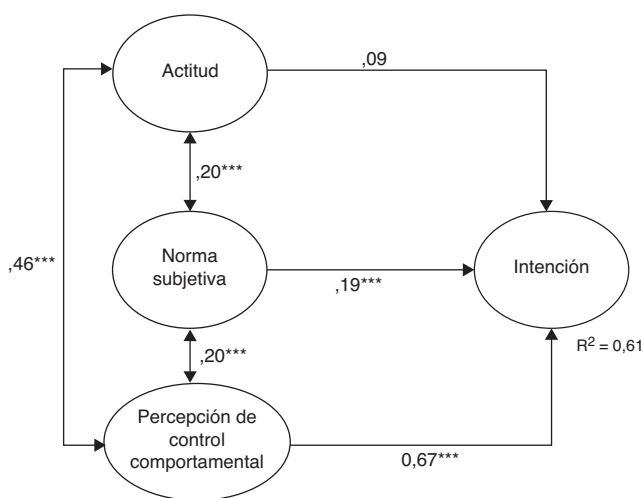 Actitud
,09
,20***
Norma
subjetiva
,46***
,19***
Intención
R² = 0,61
,20***
Percepción de
control
comportamental
0,67***